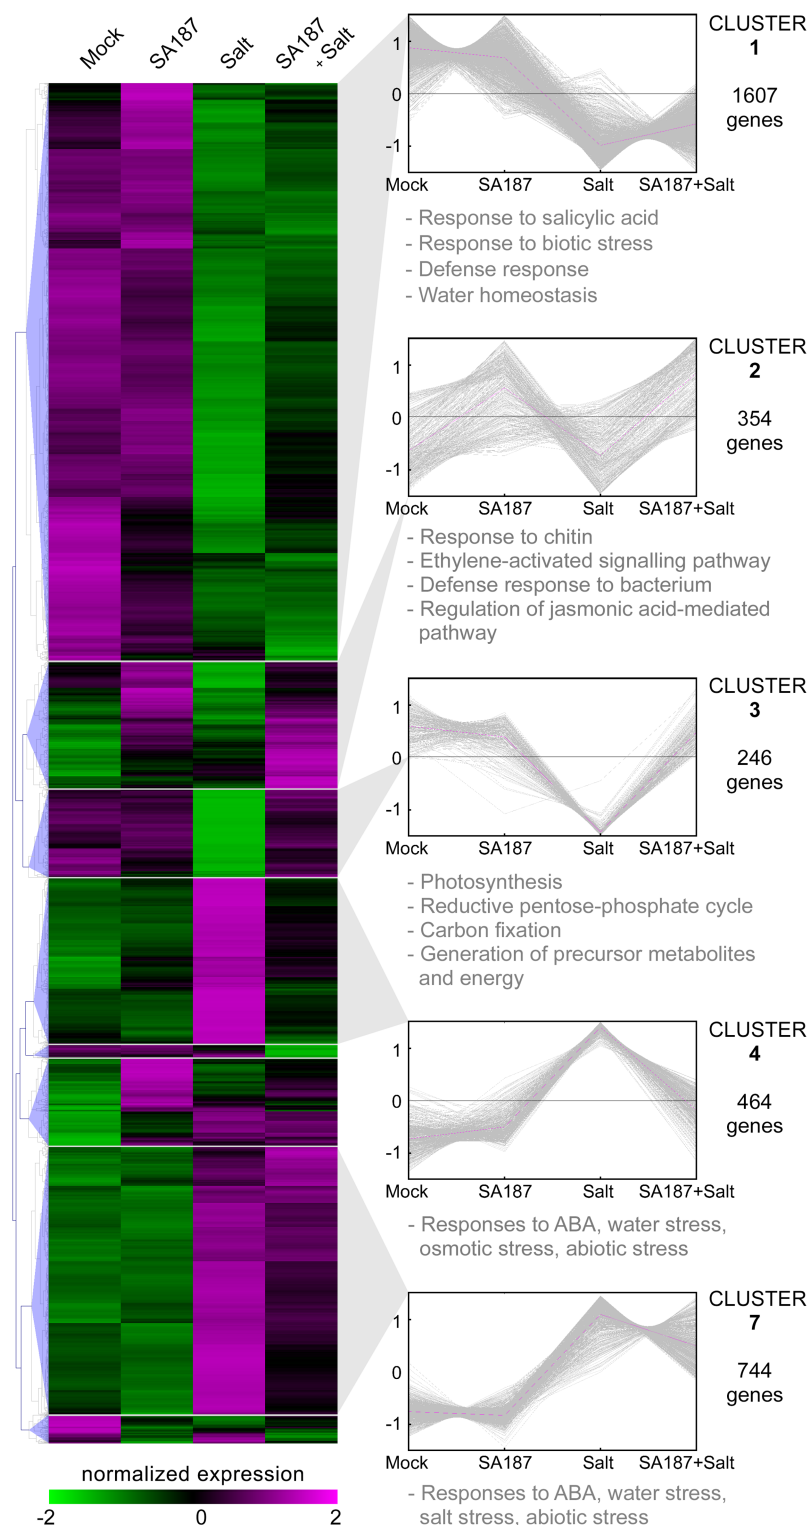 Mock
SA187
Salt
SA187
+ Salt
1
0
-1
Mock
SA187
Salt
SA187+Salt
CLUSTER
1
1607
genes
- Response to salicylic acid
- Response to biotic stress
- Defense response
- Water homeostasis
1
0
-1
Mock
SA187
Salt
SA187+Salt
CLUSTER
2
354
genes
- Response to chitin
- Ethylene-activated signalling pathway
- Defense response to bacterium
- Regulation of jasmonic acid-mediated
pathway
1
0
-1
Mock
SA187
Salt
SA187+Salt
CLUSTER
3
246
genes
- Photosynthesis
- Reductive pentose-phosphate cycle
- Carbon fixation
- Generation of precursor metabolites
and energy
1
0
-1
Mock
SA187
Salt
SA187+Salt
CLUSTER
4
464
genes
- Responses to ABA, water stress,
osmotic stress, abiotic stress
1
0
-1
Mock
SA187
Salt
SA187+Salt
CLUSTER
7
744
genes
- Responses to ABA, water stress,
salt stress, abiotic stress
normalized expression
-2
0
2